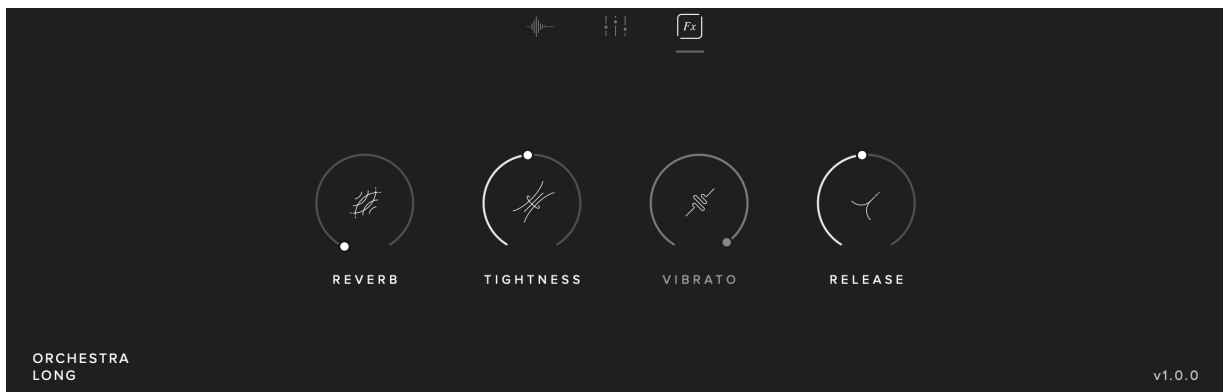 Fx
REVERB
TIGHTNESS
VIBRATO
RELEASE
ORCHESTRA
LONG
v1.0.0